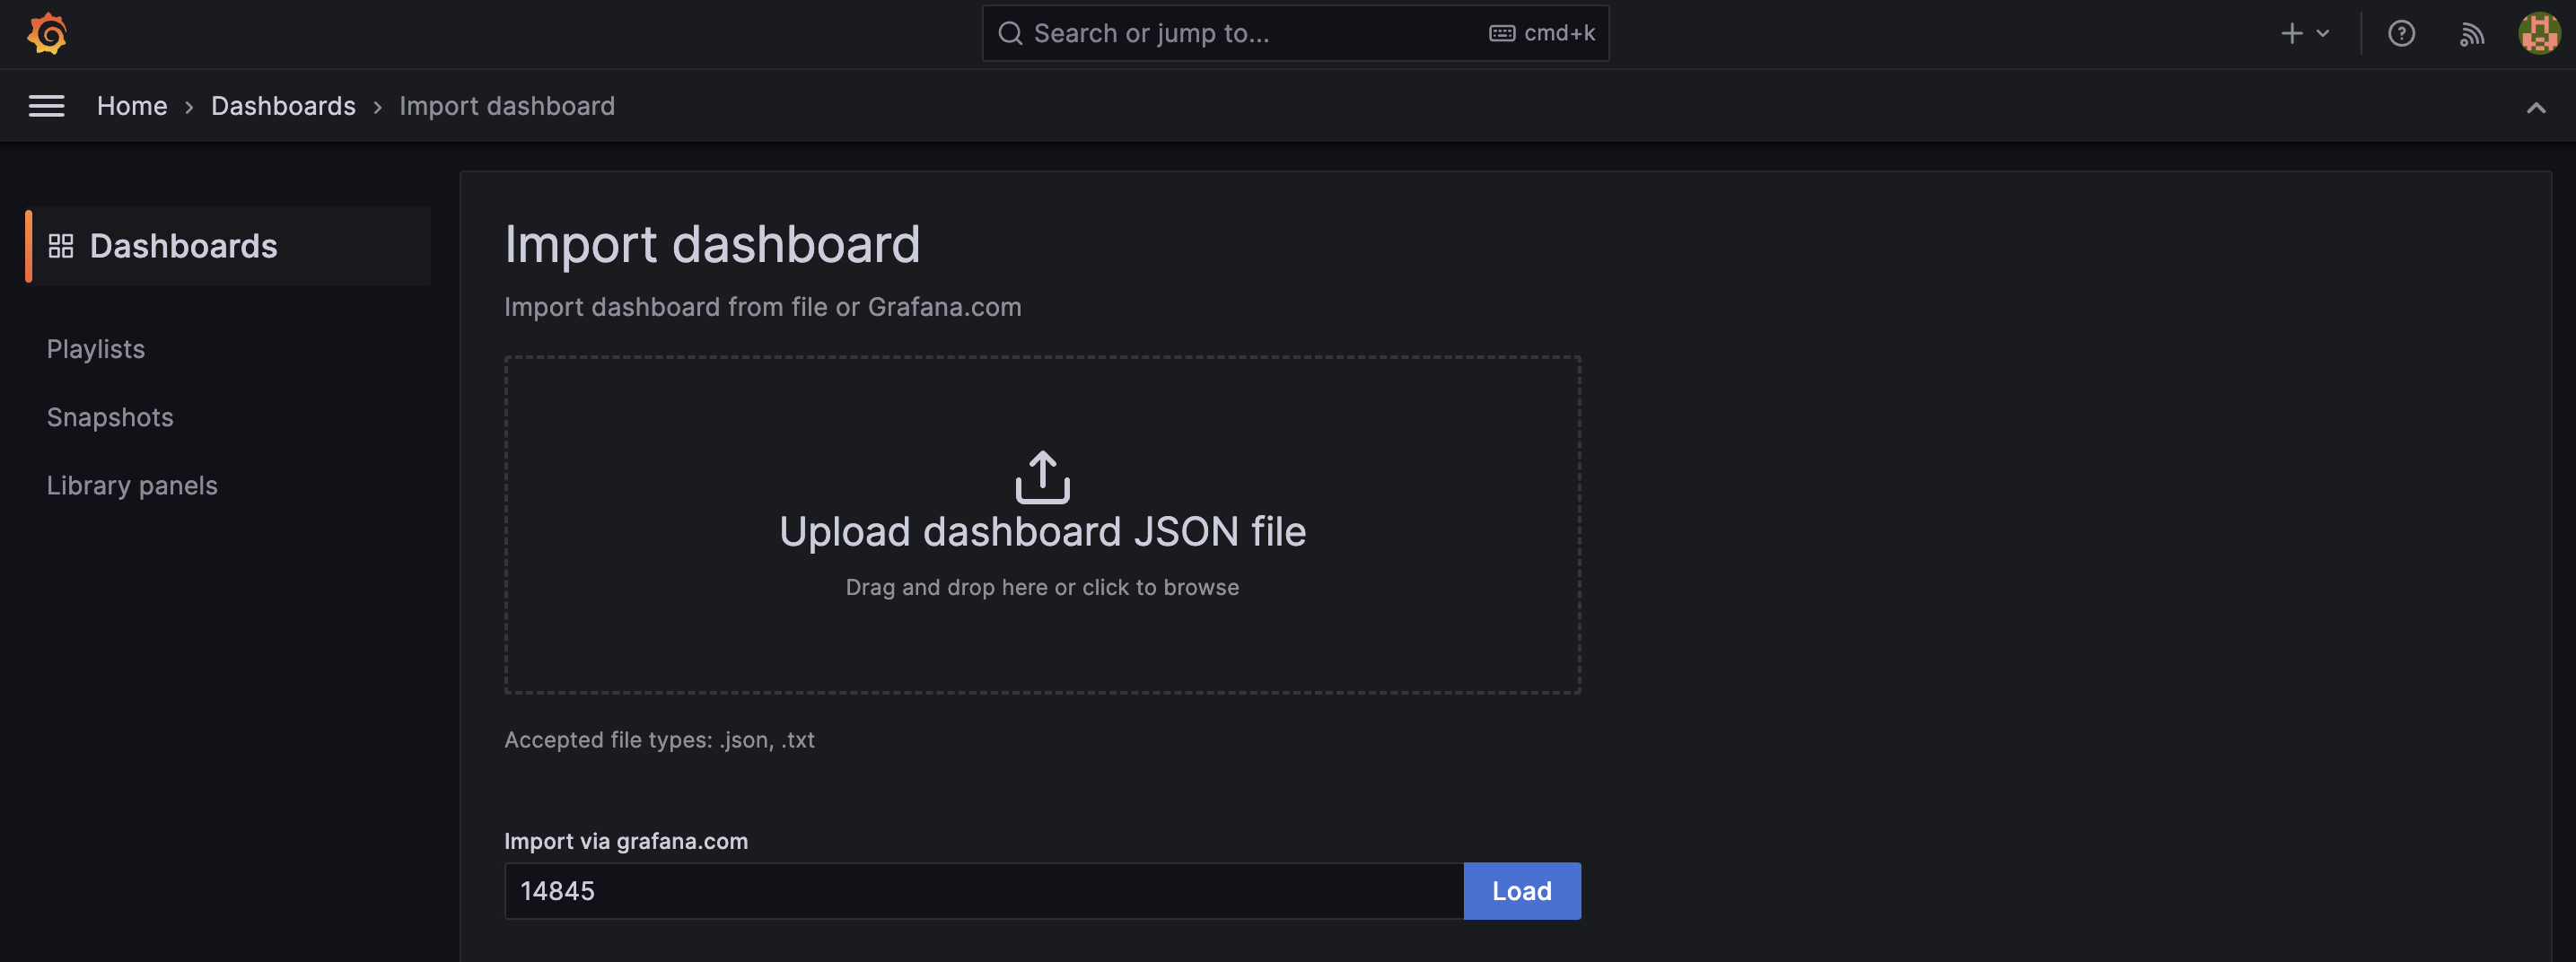 Search or jump to...
cmd+k
Home › Dashboards › Import dashboard
Dashboards
Playlists
Snapshots
Library panels
Import dashboard
Import dashboard from file or Grafana.com
Upload dashboard JSON file
Drag and drop here or click to browse
Accepted file types: .json, .txt
Import via grafana.com
14845
Load